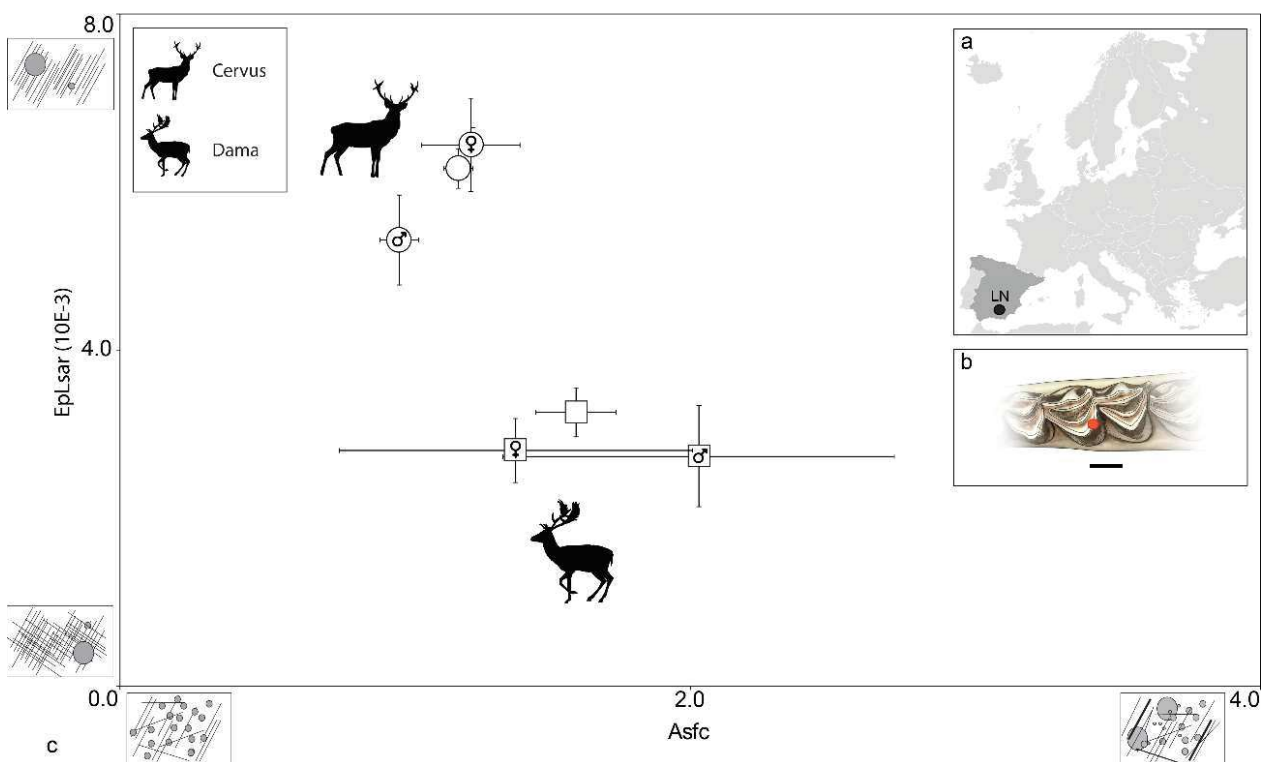 8.0
Cervus
Dama
♀
♂
a
LN
4.0
b
EpLsar (10E-3)
♀
♂
0.0
2.0
4.0
Asfc
c